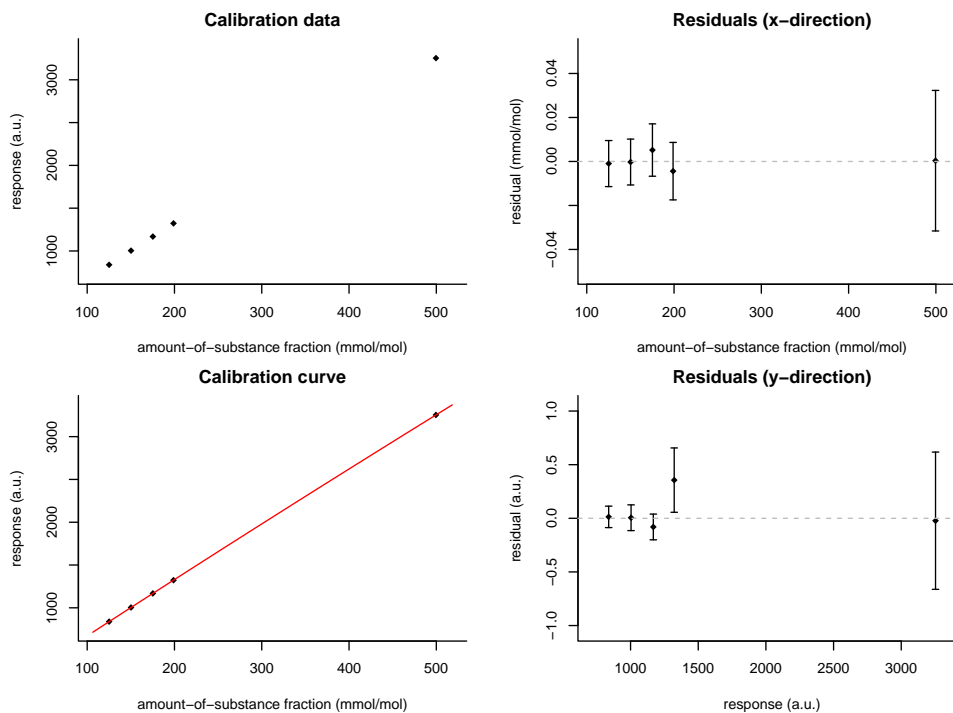 Calibration data
response (a.u.)
3000
2000
1000
100 200 300 400 500
amount−of−substance fraction (mmol/mol)
Residuals (x−direction)
residual (mmol/mol)
0.04
0.02
0.00
−0.04
100 200 300 400 500
amount−of−substance fraction (mmol/mol)
Calibration curve
response (a.u.)
3000
2000
1000
100 200 300 400 500
amount−of−substance fraction (mmol/mol)
Residuals (y−direction)
residual (a.u.)
1.0
0.5
0.0
−0.5
−1.0
1000 1500 2000 2500 3000
response (a.u.)